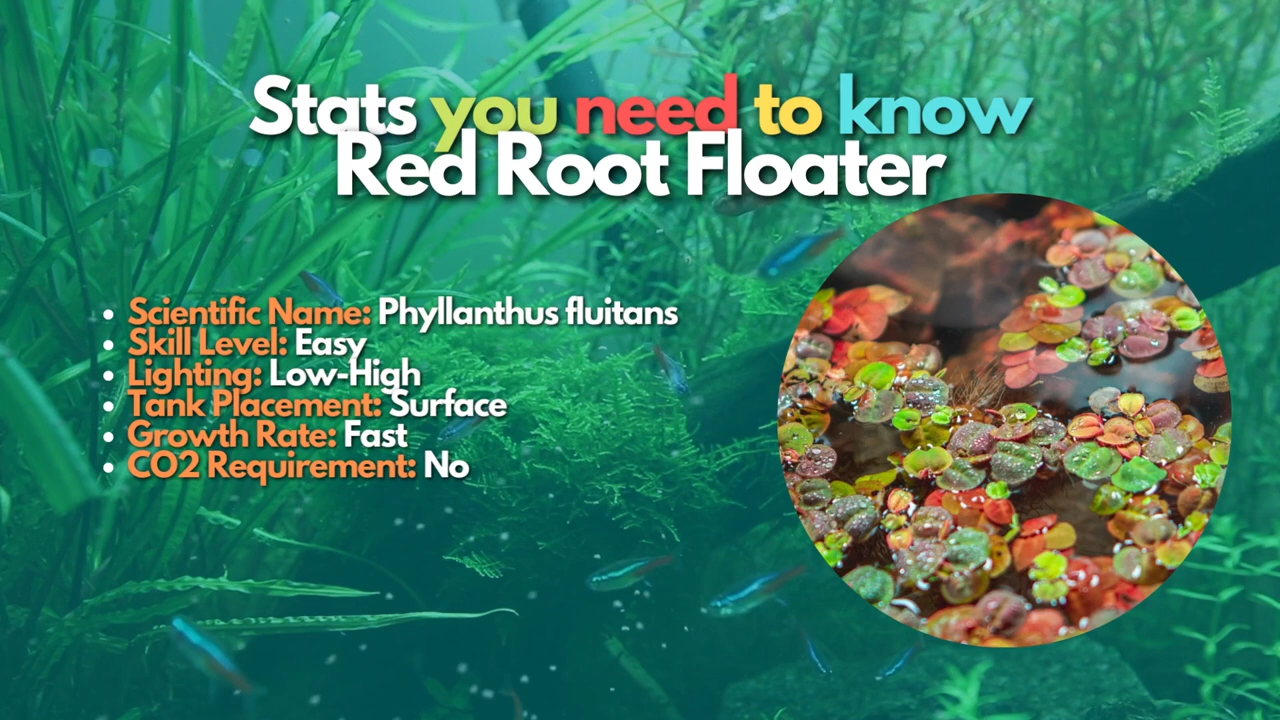 Stats you need to know
Red Root Floater
• Scientific Name: Phyllanthus fluitans
• Skill Level: Easy
• Lighting: Low-High
• Tank Placement: Surface
• Growth Rate: Fast
• CO2 Requirement: No